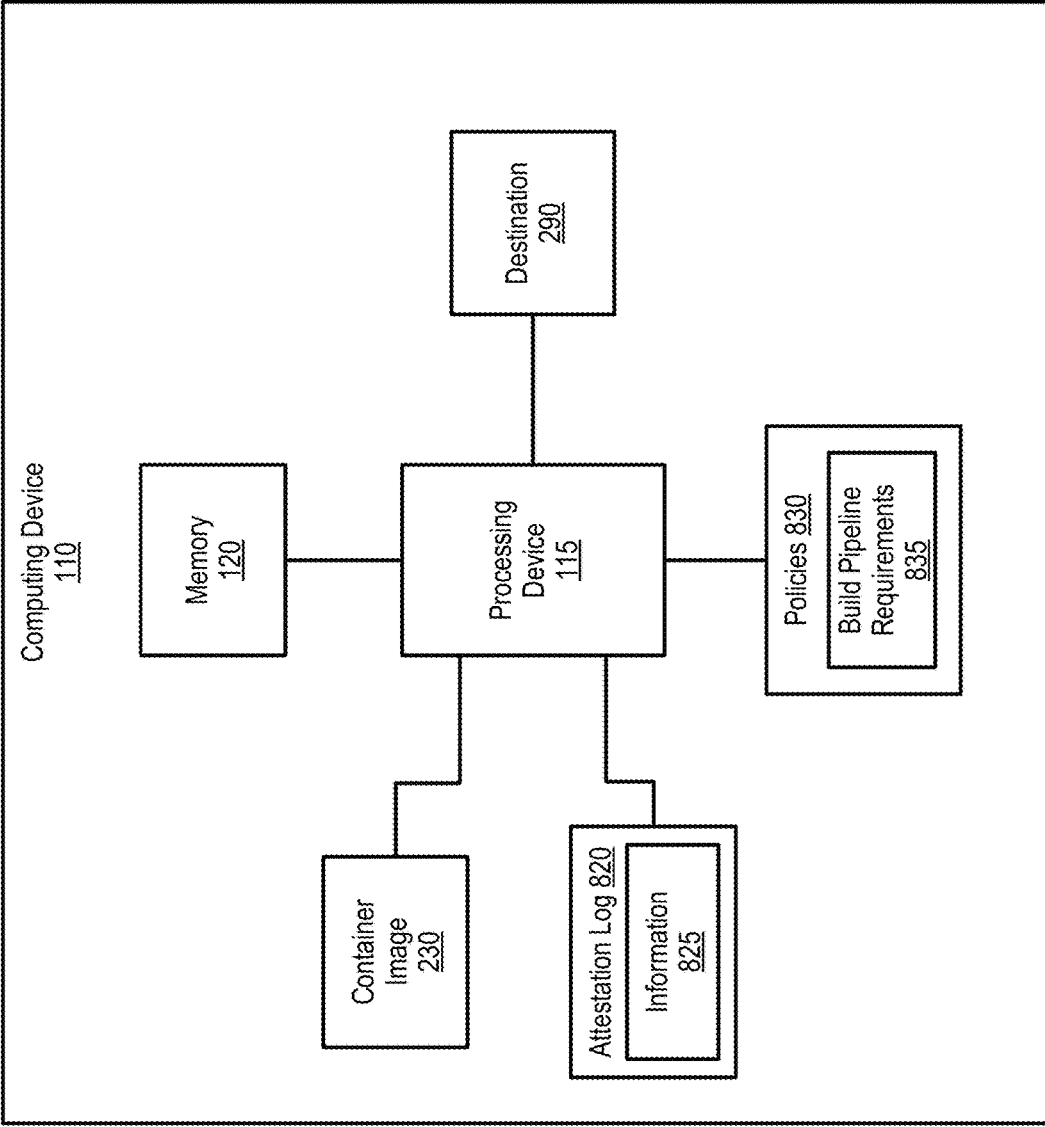 Computing Device
110
Memory
120
Container
Image
230
Processing
Device
115
Destination
290
Attestation Log 820
Information
825
Policies 830
Build Pipeline
Requirements
835